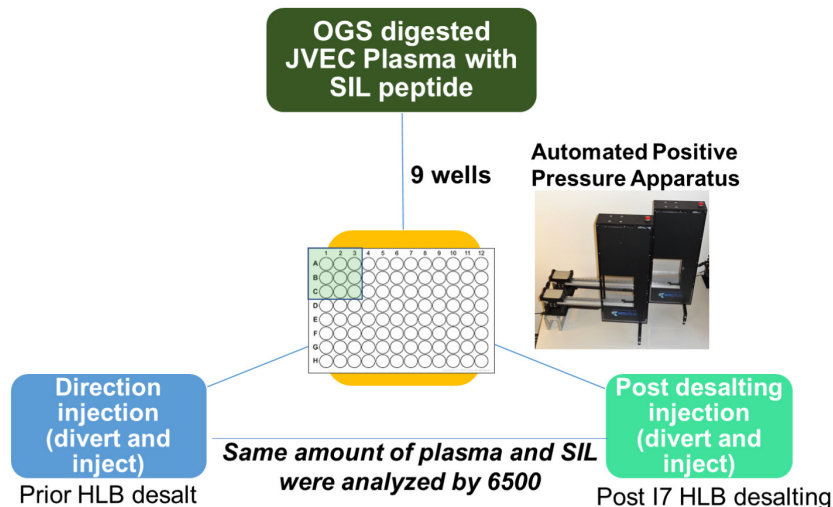 OGS digested
JVEC Plasma with
SIL peptide
9 wells
Automated Positive
Pressure Apparatus
1 2 3 4 5 6 7 8 9 10 11 12
A
B
C
D
E
F
G
H
Direction
injection
(divert and
inject)
Prior HLB desalt
Same amount of plasma and SIL
were analyzed by 6500
Post desalting
injection
(divert and
inject)
Post I7 HLB desalting